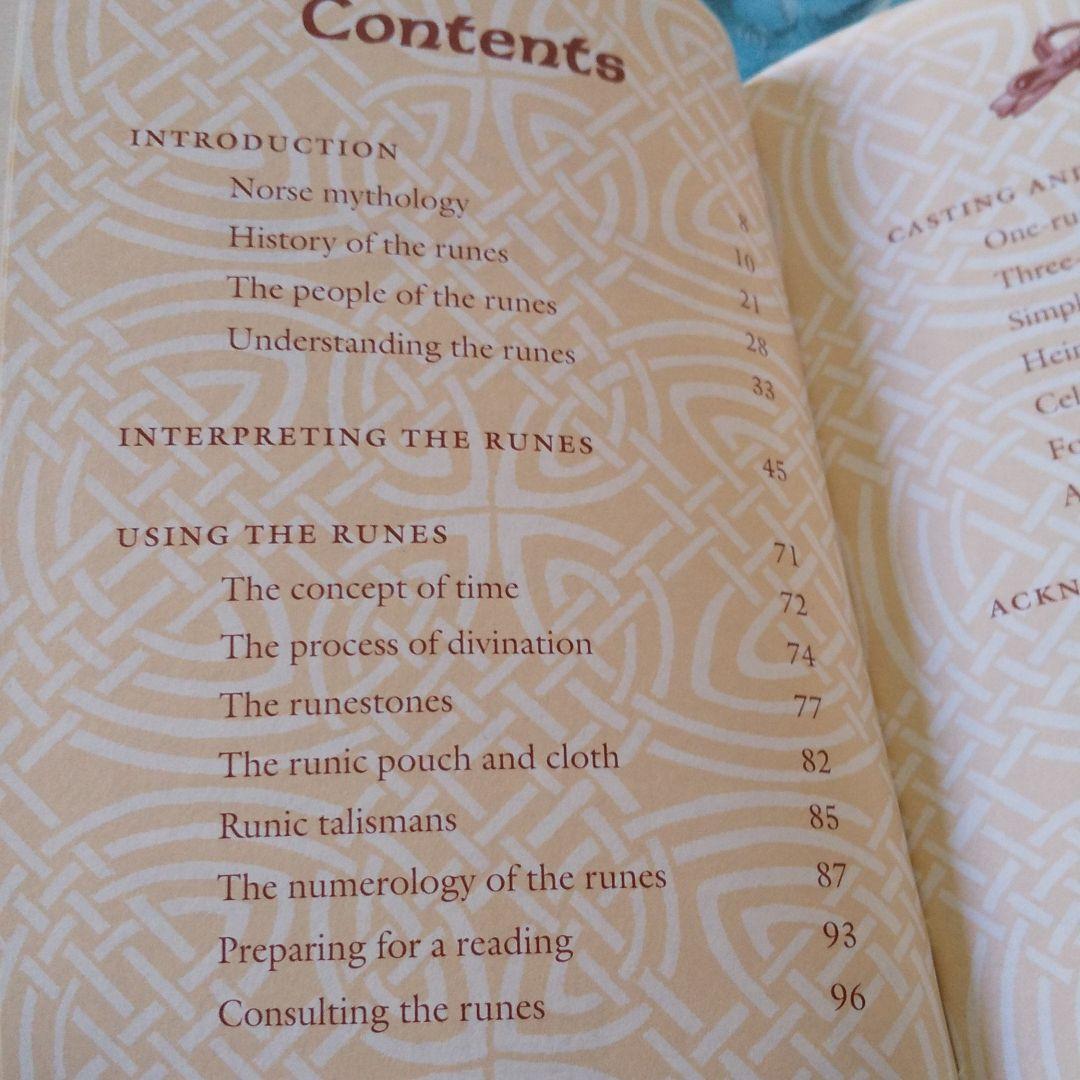 Contents
INTRODUCTION 8
Norse mythology 10
History of the runes 21
The people of the runes 28
Understanding the runes 33
INTERPRETING THE RUNES 45
USING THE RUNES 71
The concept of time 72
The process of divination 74
The runestones 77
The runic pouch and cloth 82
Runic talismans 85
The numerology of the runes 87
Preparing for a reading 93
Consulting the runes 96
CASTING AND
One-ru
Three-
Simpl
Hei
Cel
Fo
A
ACKN